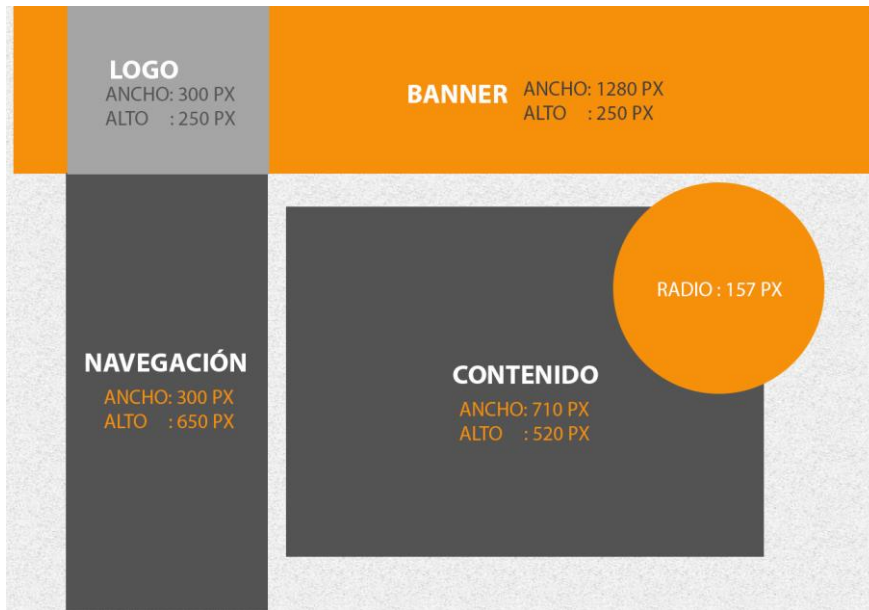 LOGO
ANCHO: 300 PX
ALTO : 250 PX
BANNER
ANCHO: 1280 PX
ALTO : 250 PX
RADIO : 157 PX
NAVEGACIÓN
ANCHO: 300 PX
ALTO : 650 PX
CONTENIDO
ANCHO: 710 PX
ALTO : 520 PX